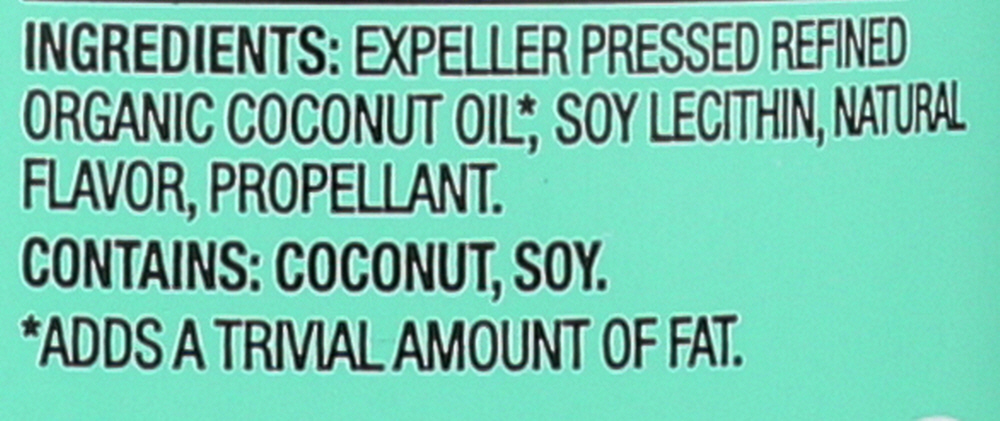 INGREDIENTS: EXPELLER PRESSED REFINED
ORGANIC COCONUT OIL*, SOY LECITHIN, NATURAL
FLAVOR, PROPELLANT.
CONTAINS: COCONUT, SOY.
*ADDS A TRIVIAL AMOUNT OF FAT.